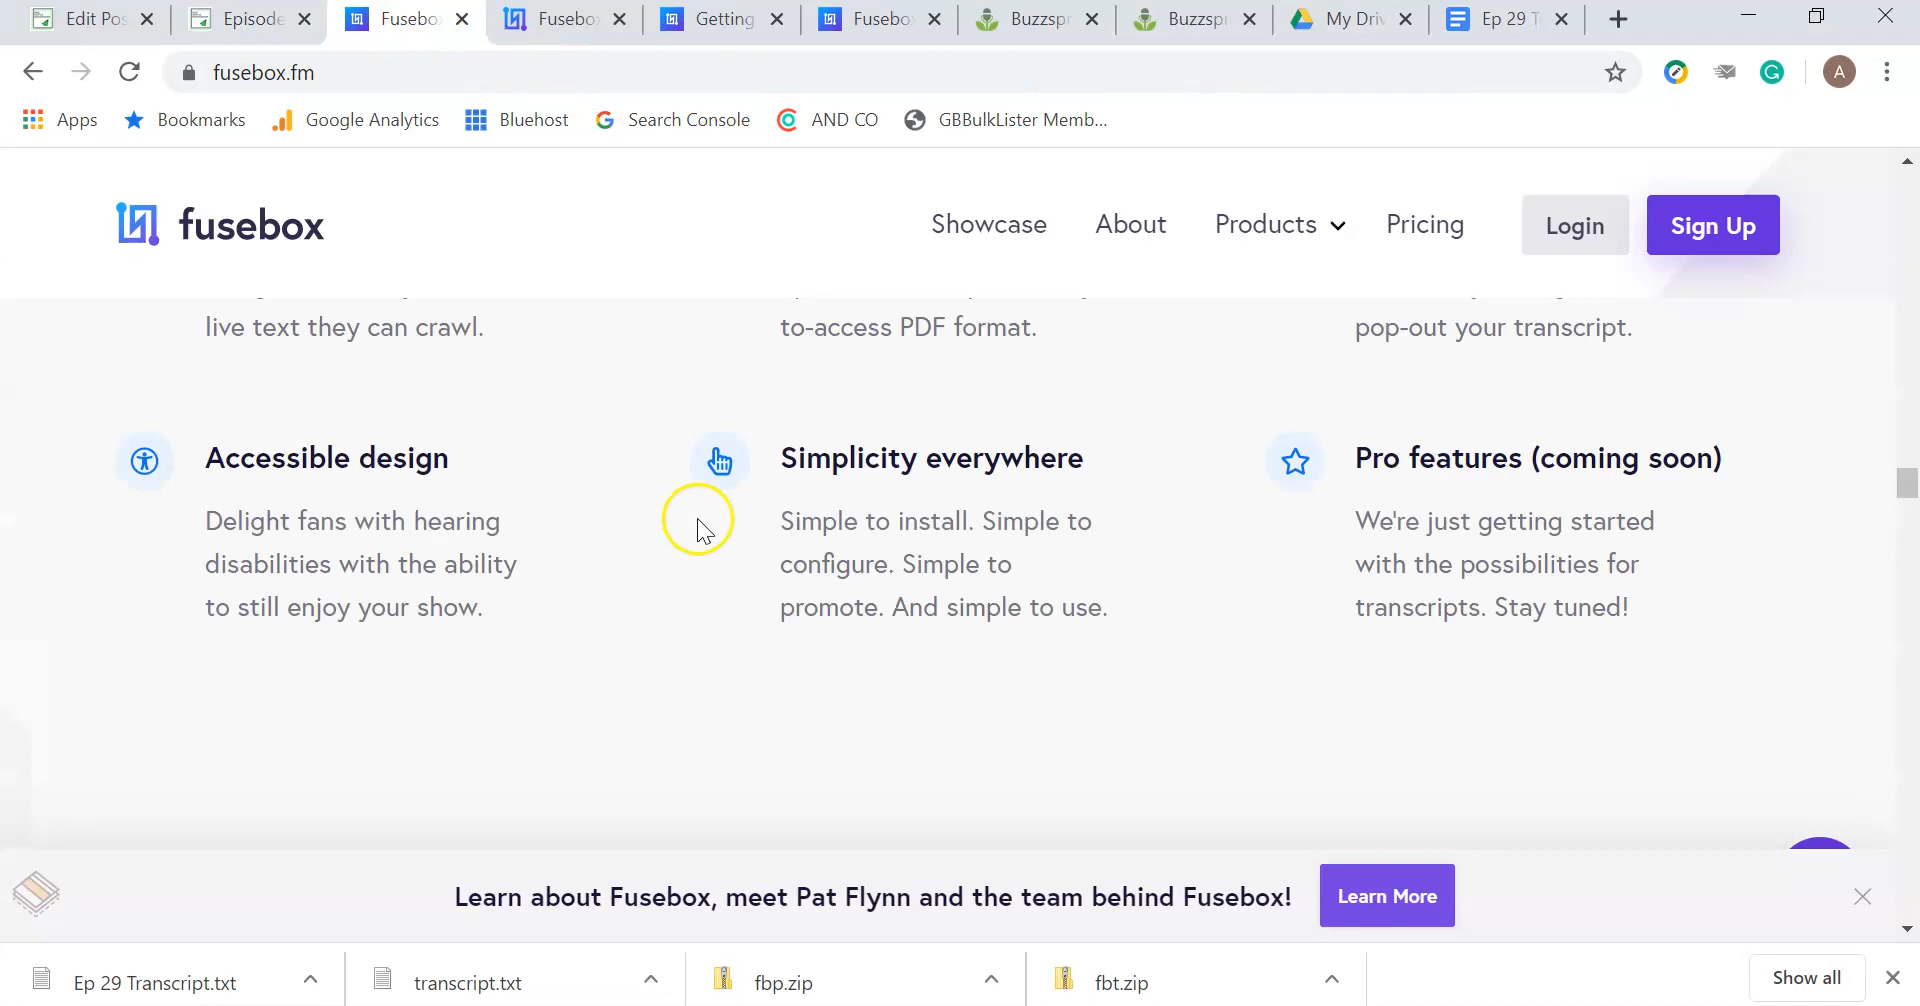 Edit Pos
Episode
Fusebo
Fusebo
Getting
Fusebo
Buzzspr
Buzzspr
My Driv
Ep 29 T
fusebox.fm
A
Apps
Bookmarks
Google Analytics
Bluehost
Search Console
AND CO
GBBulkLister Memb...
fusebox
Showcase
About
Products
Pricing
Login
Sign Up
live text they can crawl.
to-access PDF format.
pop-out your transcript.
Accessible design
Delight fans with hearing
disabilities with the ability
to still enjoy your show.
Simplicity everywhere
Simple to install. Simple to
configure. Simple to
promote. And simple to use.
Pro features (coming soon)
We're just getting started
with the possibilities for
transcripts. Stay tuned!
Learn about Fusebox, meet Pat Flynn and the team behind Fusebox!
Learn More
Ep 29 Transcript.txt
transcript.txt
fbp.zip
fbt.zip
Show all